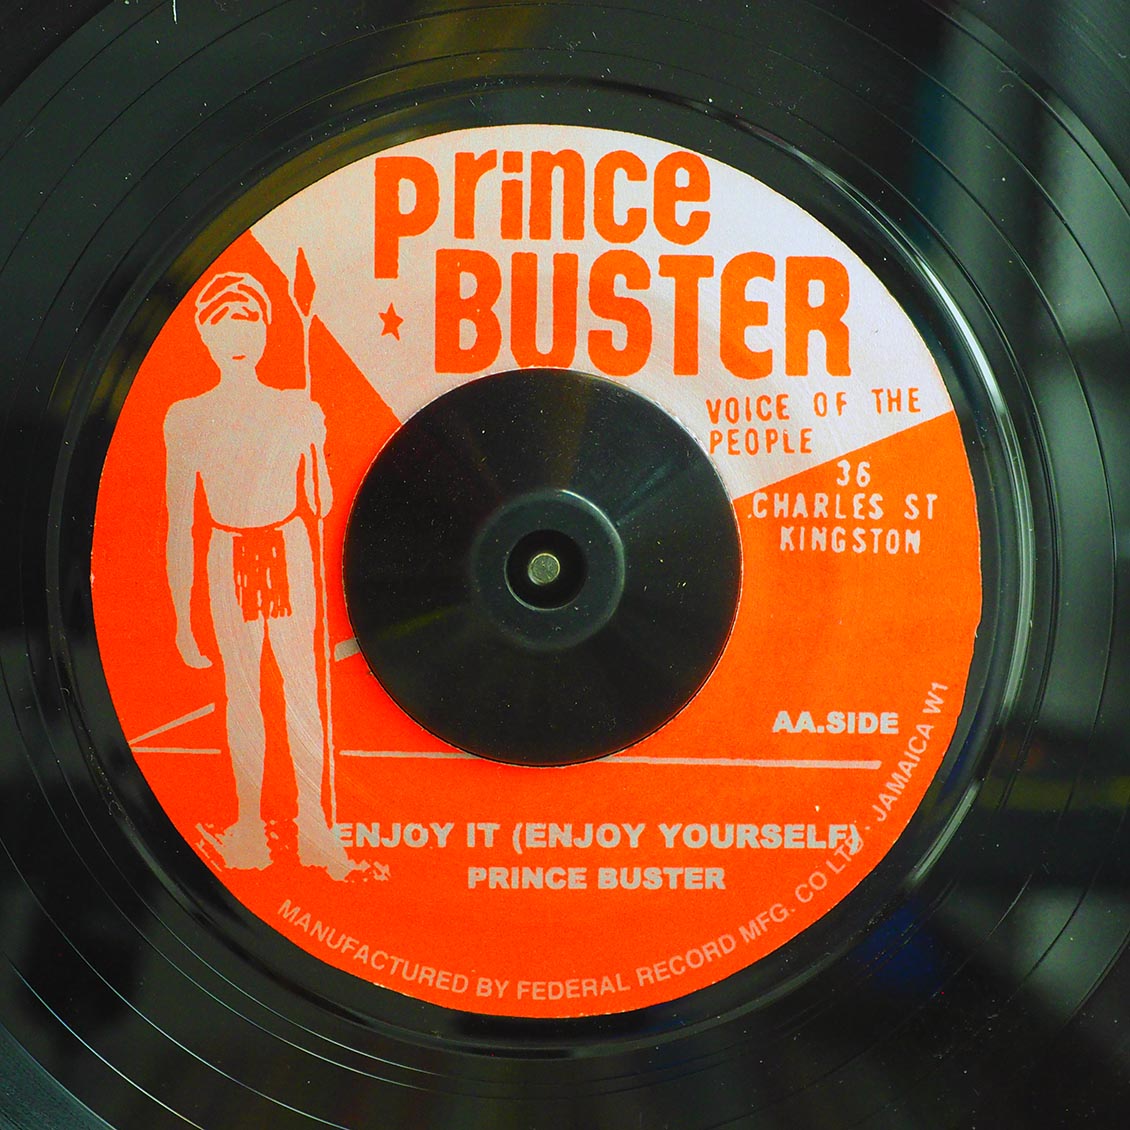 Prince
BUSTER
VOICE OF THE
PEOPLE
36
CHARLES ST
KINGSTON
AA.SIDE
ENJOY IT (ENJOY YOURSELF)
PRINCE BUSTER
MANUFACTURED BY FEDERAL RECORD MFG. CO LTD. JAMAICA W1